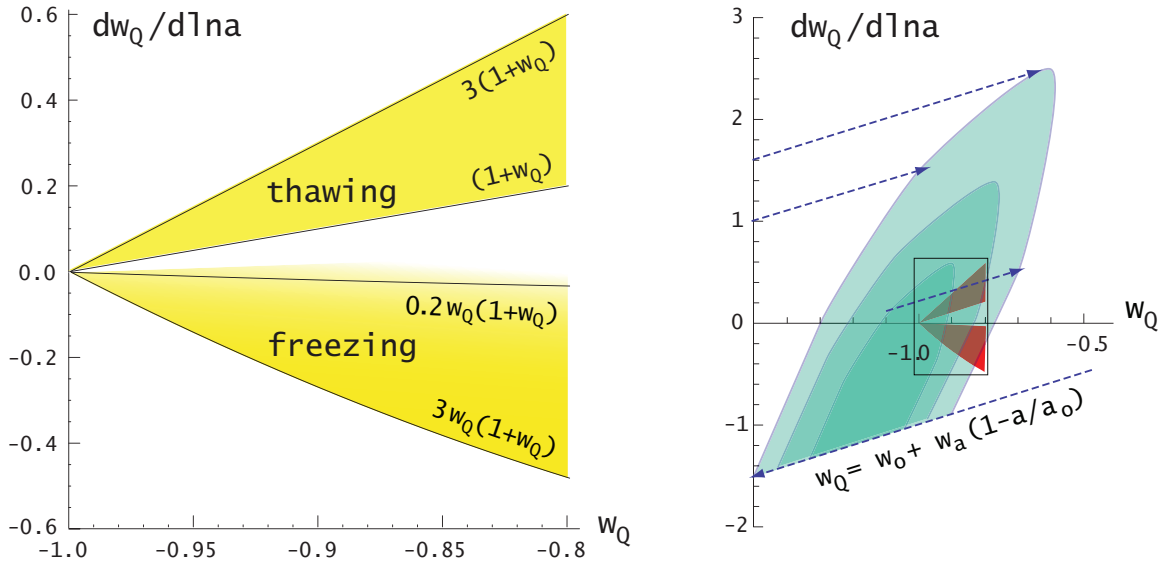 dw_Q/dlna
0.6
0.4
0.2
0.0
-0.2
-0.4
-0.6
3(1+w_Q)
(1+w_Q)
thawing
0.2w_Q(1+w_Q)
freezing
3w_Q(1+w_Q)
-1.0
-0.95
-0.9
-0.85
-0.8
w_Q
dw_Q/dlna
3
2
1
0
-1
-2
-1.0
-0.5
w_Q
w_Q= w_o+ w_a(1-a/a_o)